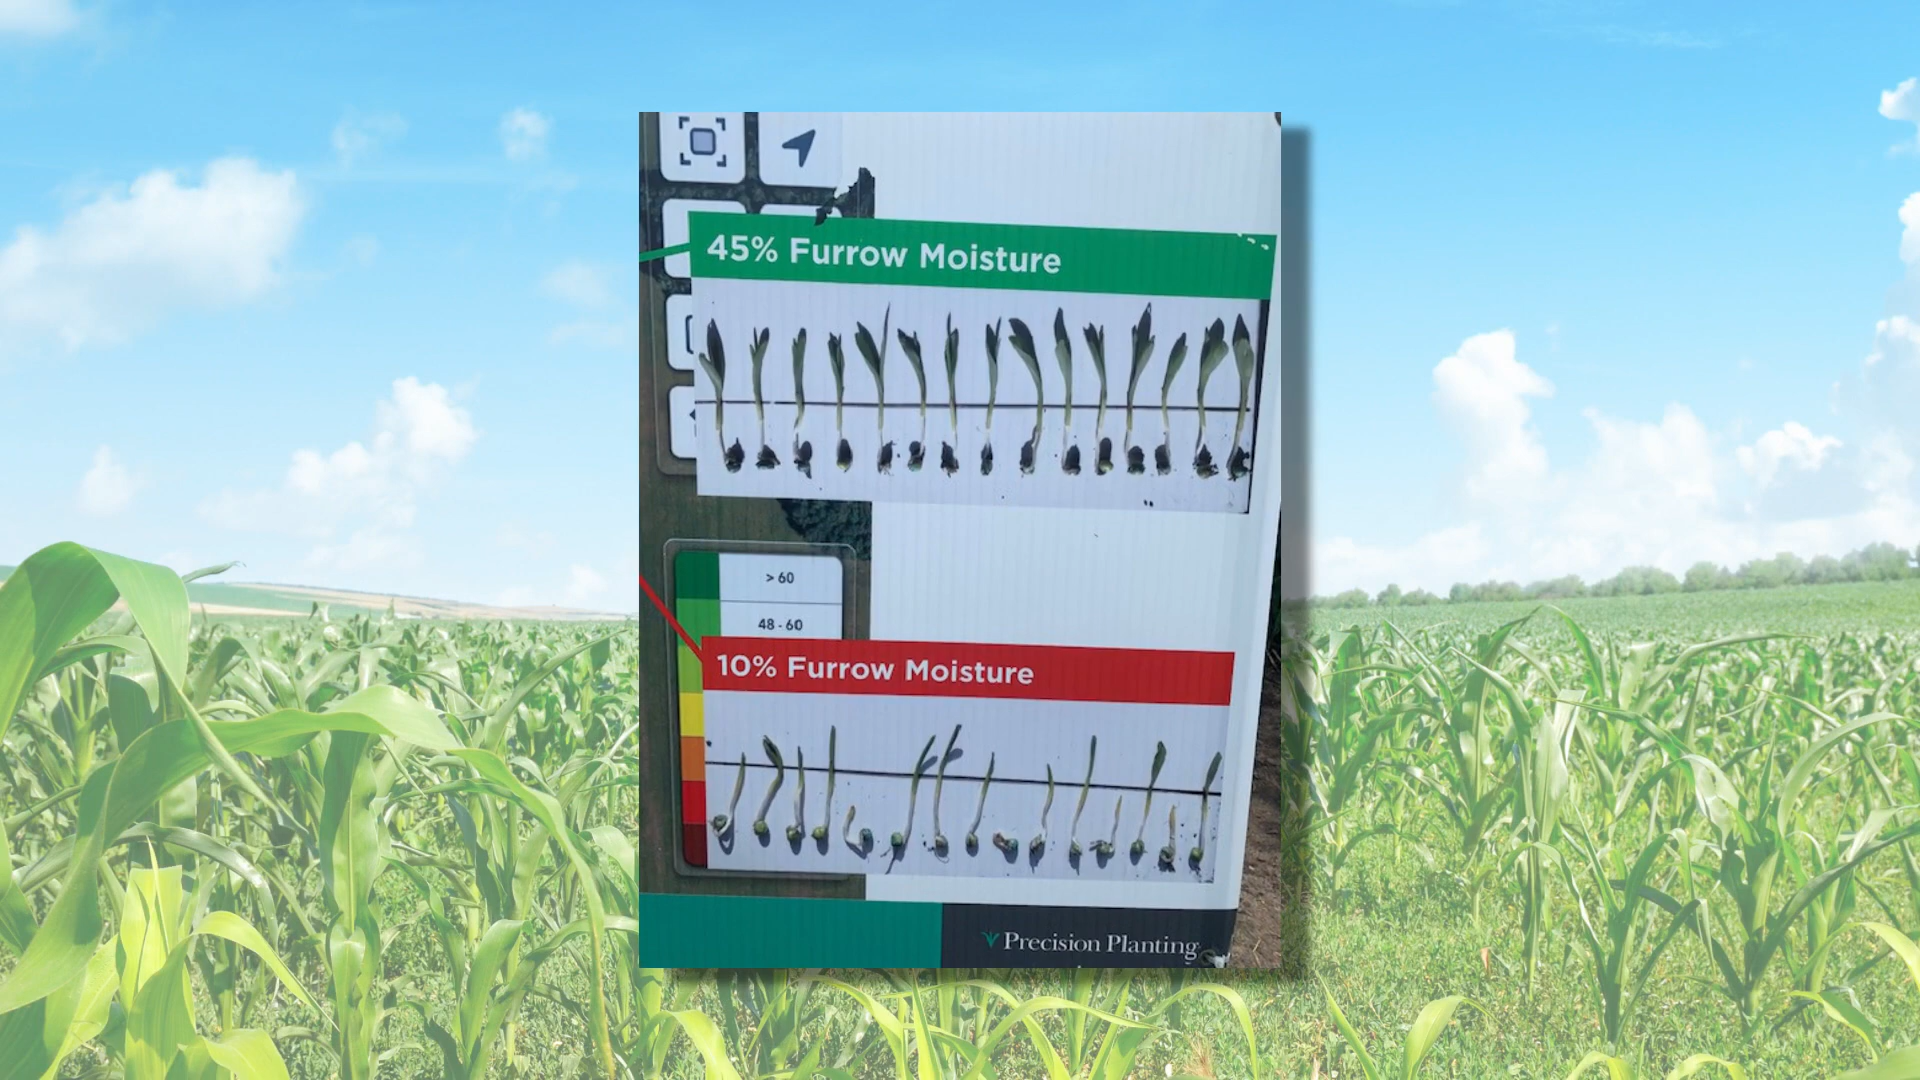 45% Furrow Moisture
> 60
48 - 60
10% Furrow Moisture
Precision Planting